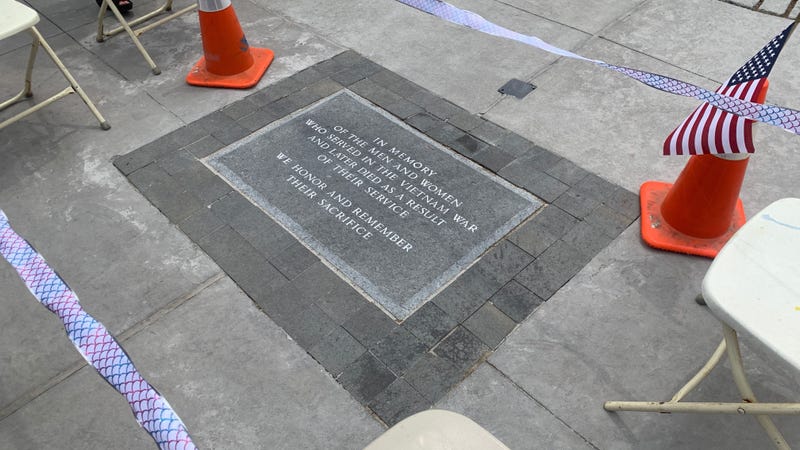 IN MEMORY
OF THE MEN AND WOMEN
WHO SERVED IN THE VIETNAM WAR
AND LATER DIED AS A RESULT
OF THEIR SERVICE
WE HONOR AND REMEMBER
THEIR SACRIFICE